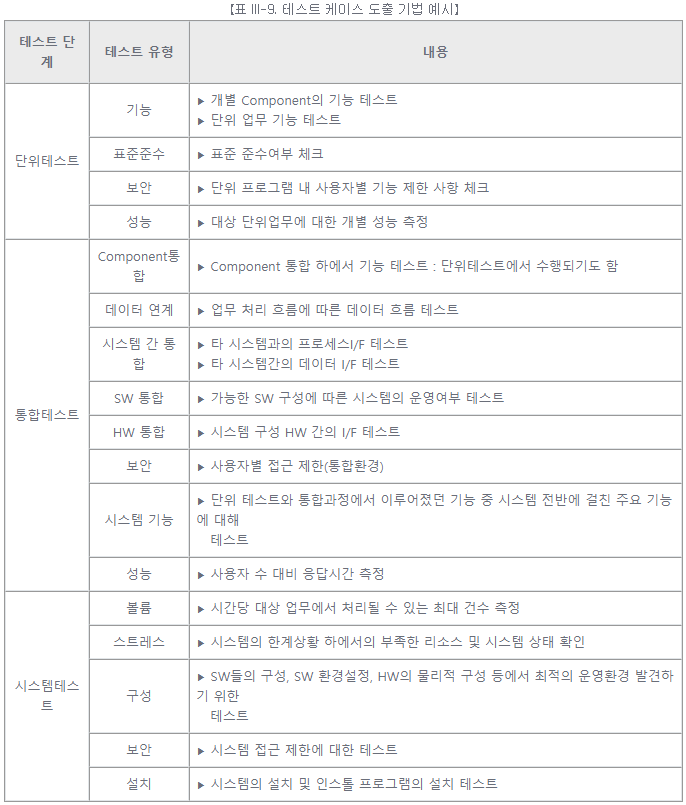 【표 III-9. 테스트 케이스 도출 기법 예시】
테스트 단
계
테스트 유형
내용
단위테스트
기능
▶ 개별 Component의 기능 테스트
▶ 단위 업무 기능 테스트
표준준수
▶ 표준 준수여부 체크
보안
▶ 단위 프로그램 내 사용자별 기능 제한 사항 체크
성능
▶ 대상 단위업무에 대한 개별 성능 측정
통합테스트
Component통
합
▶ Component 통합 하에서 기능 테스트 : 단위테스트에서 수행되기도 함
데이터 연계
▶ 업무 처리 흐름에 따른 데이터 흐름 테스트
시스템 간 통
합
▶ 타 시스템과의 프로세스I/F 테스트
▶ 타 시스템간의 데이터 I/F 테스트
SW 통합
▶ 가능한 SW 구성에 따른 시스템의 운영여부 테스트
HW 통합
▶ 시스템 구성 HW 간의 I/F 테스트
보안
▶ 사용자별 접근 제한(통합환경)
시스템 기능
▶ 단위 테스트와 통합과정에서 이루어졌던 기능 중 시스템 전반에 걸친 주요 기능
에 대해
테스트
성능
▶ 사용자 수 대비 응답시간 측정
시스템테스
트
볼륨
▶ 시간당 대상 업무에서 처리될 수 있는 최대 건수 측정
스트레스
▶ 시스템의 한계상황 하에서의 부족한 리소스 및 시스템 상태 확인
구성
▶ SW들의 구성, SW 환경설정, HW의 물리적 구성 등에서 최적의 운영환경 발견하
기 위한
테스트
보안
▶ 시스템 접근 제한에 대한 테스트
설치
▶ 시스템의 설치 및 인스톨 프로그램의 설치 테스트